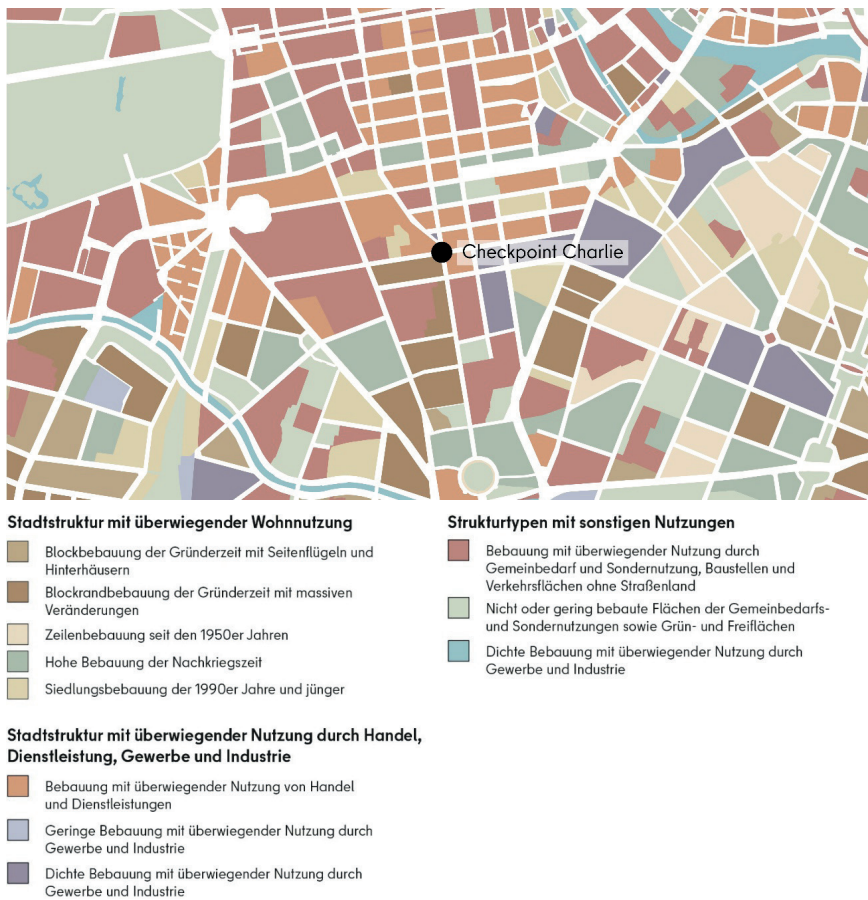 Checkpoint Charlie
Stadtstruktur mit überwiegender Wohnnutzung
Blockbebauung der Gründerzeit mit Seitenflügeln und
Hinterhäusern
Blockrandbebauung der Gründerzeit mit massiven
Veränderungen
Zeilenbebauung seit den 1950er Jahren
Hohe Bebauung der Nachkriegszeit
Siedlungsbebauung der 1990er Jahre und jünger
Stadtstruktur mit überwiegender Nutzung durch Handel,
Dienstleistung, Gewerbe und Industrie
Bebauung mit überwiegender Nutzung von Handel
und Dienstleistungen
Geringe Bebauung mit überwiegender Nutzung durch
Gewerbe und Industrie
Dichte Bebauung mit überwiegender Nutzung durch
Gewerbe und Industrie
Strukturtypen mit sonstigen Nutzungen
Bebauung mit überwiegender Nutzung durch
Gemeinbedarf und Sondernutzung, Baustellen und
Verkehrsflächen ohne Straßenland
Nicht oder gering bebaute Flächen der Gemeinbedarfs-
und Sondernutzungen sowie Grün- und Freiflächen
Dichte Bebauung mit überwiegender Nutzung durch
Gewerbe und Industrie